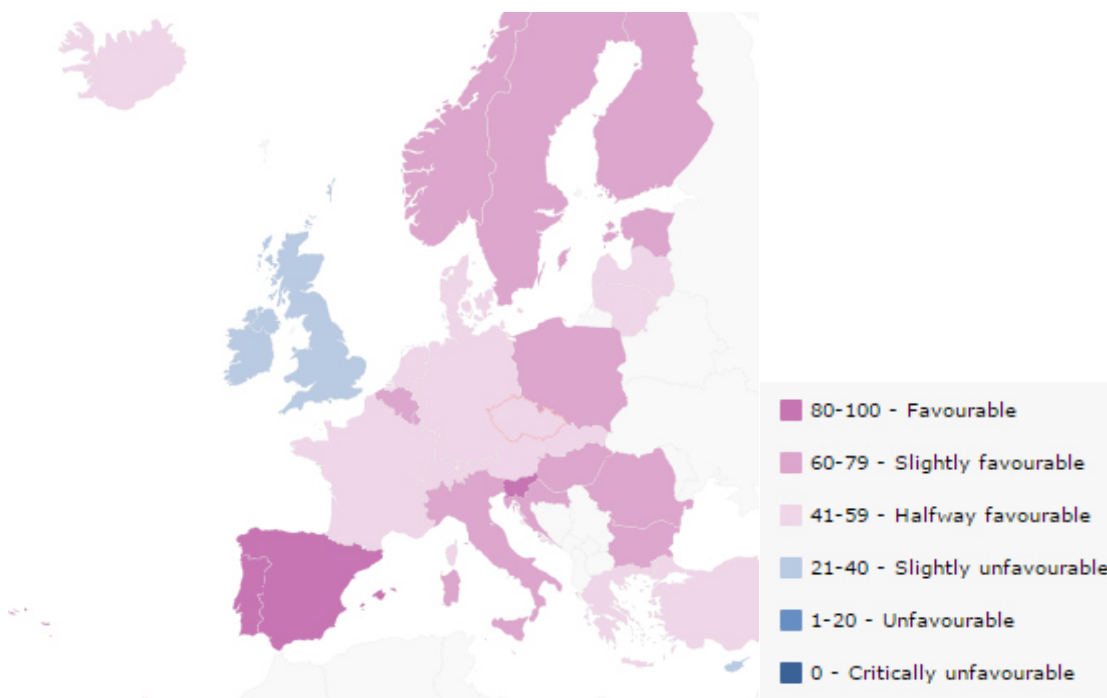 80-100 - Favourable
60-79 - Slightly favourable
41-59 - Halfway favourable
21-40 - Slightly unfavourable
1-20 - Unfavourable
0 - Critically unfavourable